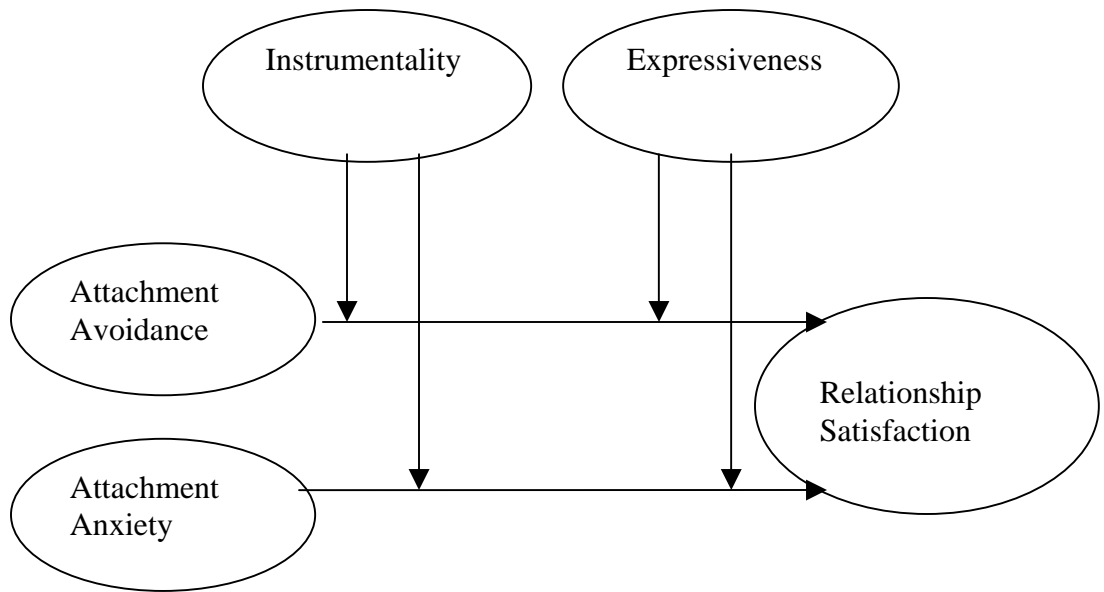 Instrumentality
Expressiveness
Attachment
Avoidance
Relationship
Satisfaction
Attachment
Anxiety